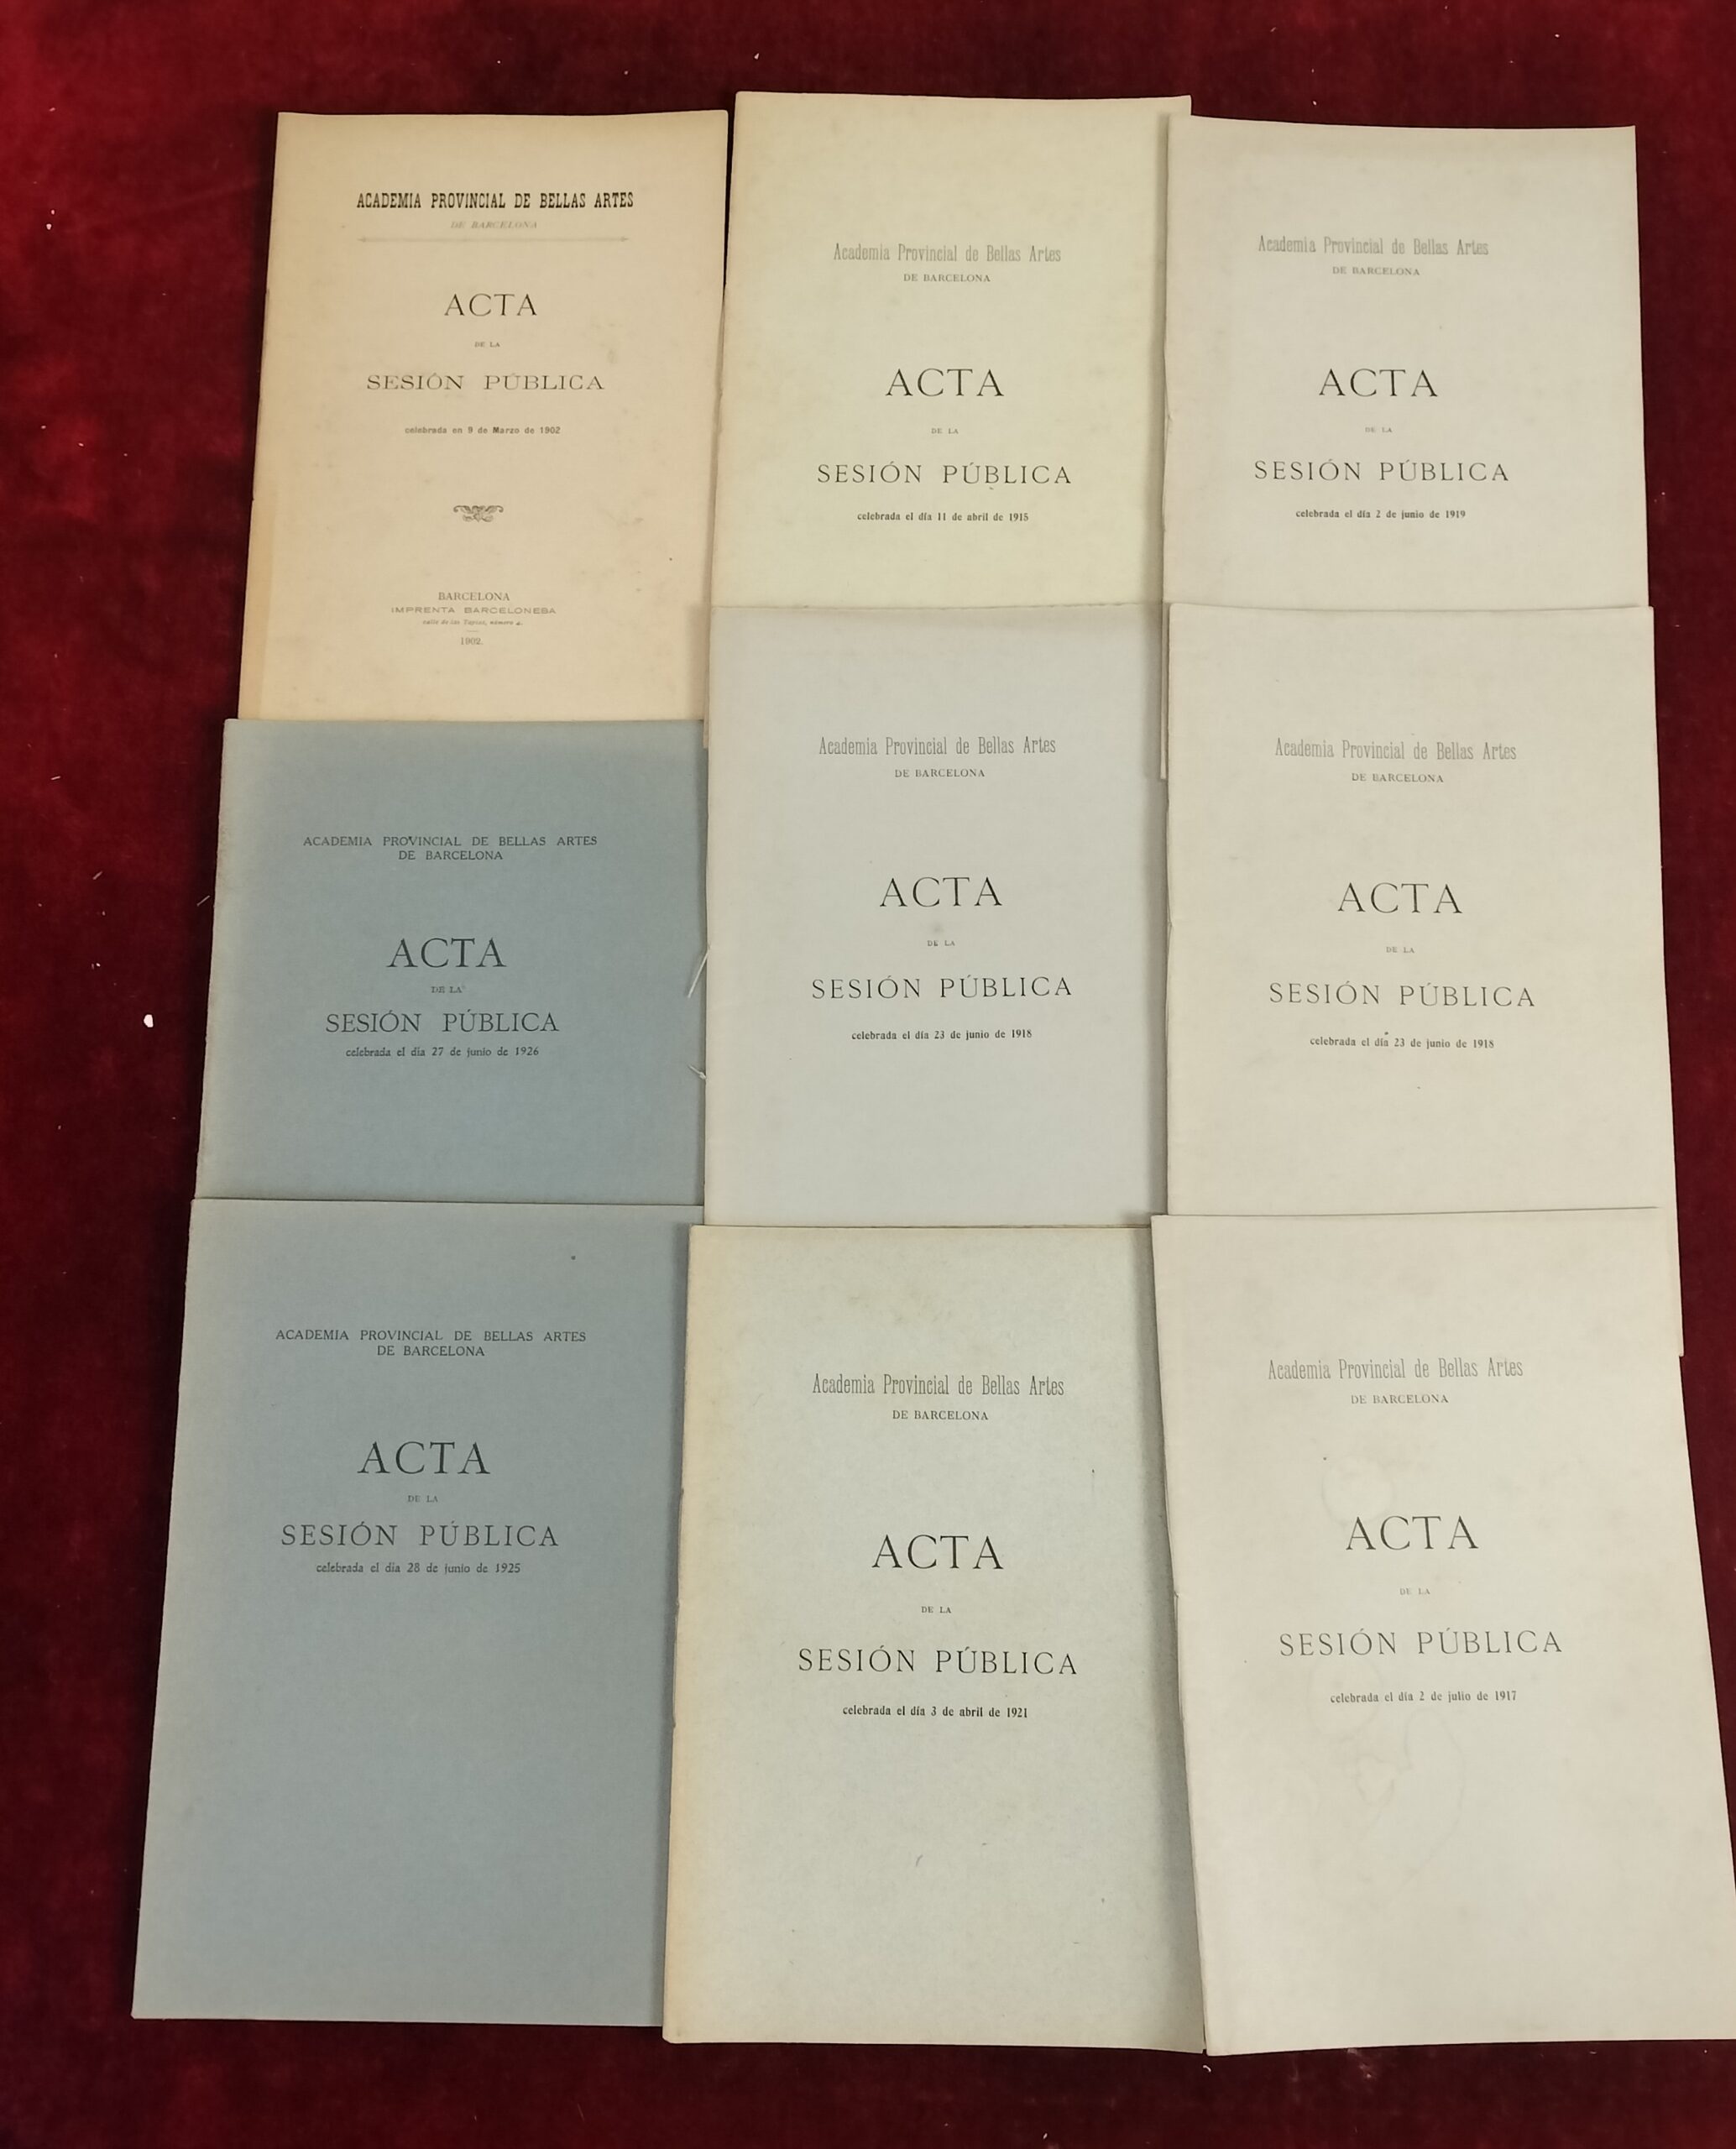 ACADEMIA PROVINCIAL DE BELLAS ARTES
DE BARCELONA
ACTA
DE LA
SESIÓN PÚBLICA
celebrada en 9 de Marzo de 1902
BARCELONA
IMPRENTA BARCELONESA
calle de las Tapias, número 4.
1902.
Academia Provincial de Bellas Artes
DE BARCELONA
ACTA
DE LA
SESIÓN PÚBLICA
celebrada el día 11 de abril de 1915
Academia Provincial de Bellas Artes
DE BARCELONA
ACTA
DE LA
SESIÓN PÚBLICA
celebrada el día 2 de junio de 1919
ACADEMIA PROVINCIAL DE BELLAS ARTES
DE BARCELONA
ACTA
DE LA
SESIÓN PÚBLICA
celebrada el día 27 de junio de 1926
Academia Provincial de Bellas Artes
DE BARCELONA
ACTA
DE LA
SESIÓN PÚBLICA
celebrada el día 23 de junio de 1918
Academia Provincial de Bellas Artes
DE BARCELONA
ACTA
DE LA
SESIÓN PÚBLICA
celebrada el día 23 de junio de 1918
ACADEMIA PROVINCIAL DE BELLAS ARTES
DE BARCELONA
ACTA
DE LA
SESIÓN PÚBLICA
celebrada el día 28 de junio de 1925
Academia Provincial de Bellas Artes
DE BARCELONA
ACTA
DE LA
SESIÓN PÚBLICA
celebrada el día 3 de abril de 1921
Academia Provincial de Bellas Artes
DE BARCELONA
ACTA
DE LA
SESIÓN PÚBLICA
celebrada el día 2 de julio de 1917